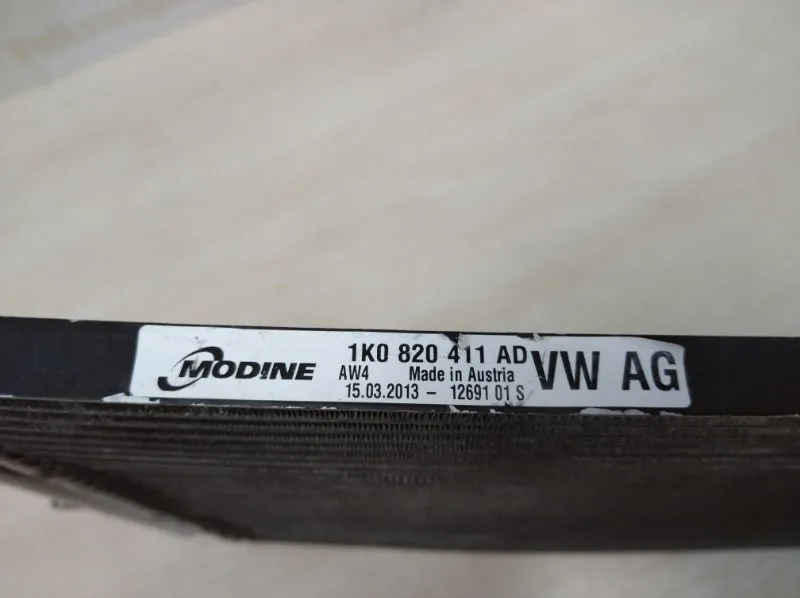 MODINE
1K0 820 411 AD
AW4 Made in Austria
15.03.2013 - 12691 01 S
VW AG